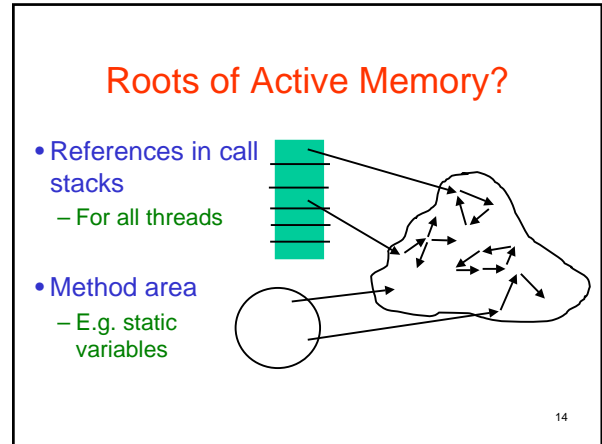 Roots of Active Memory?
• References in call
stacks
– For all threads
• Method area
– E.g. static
variables
14